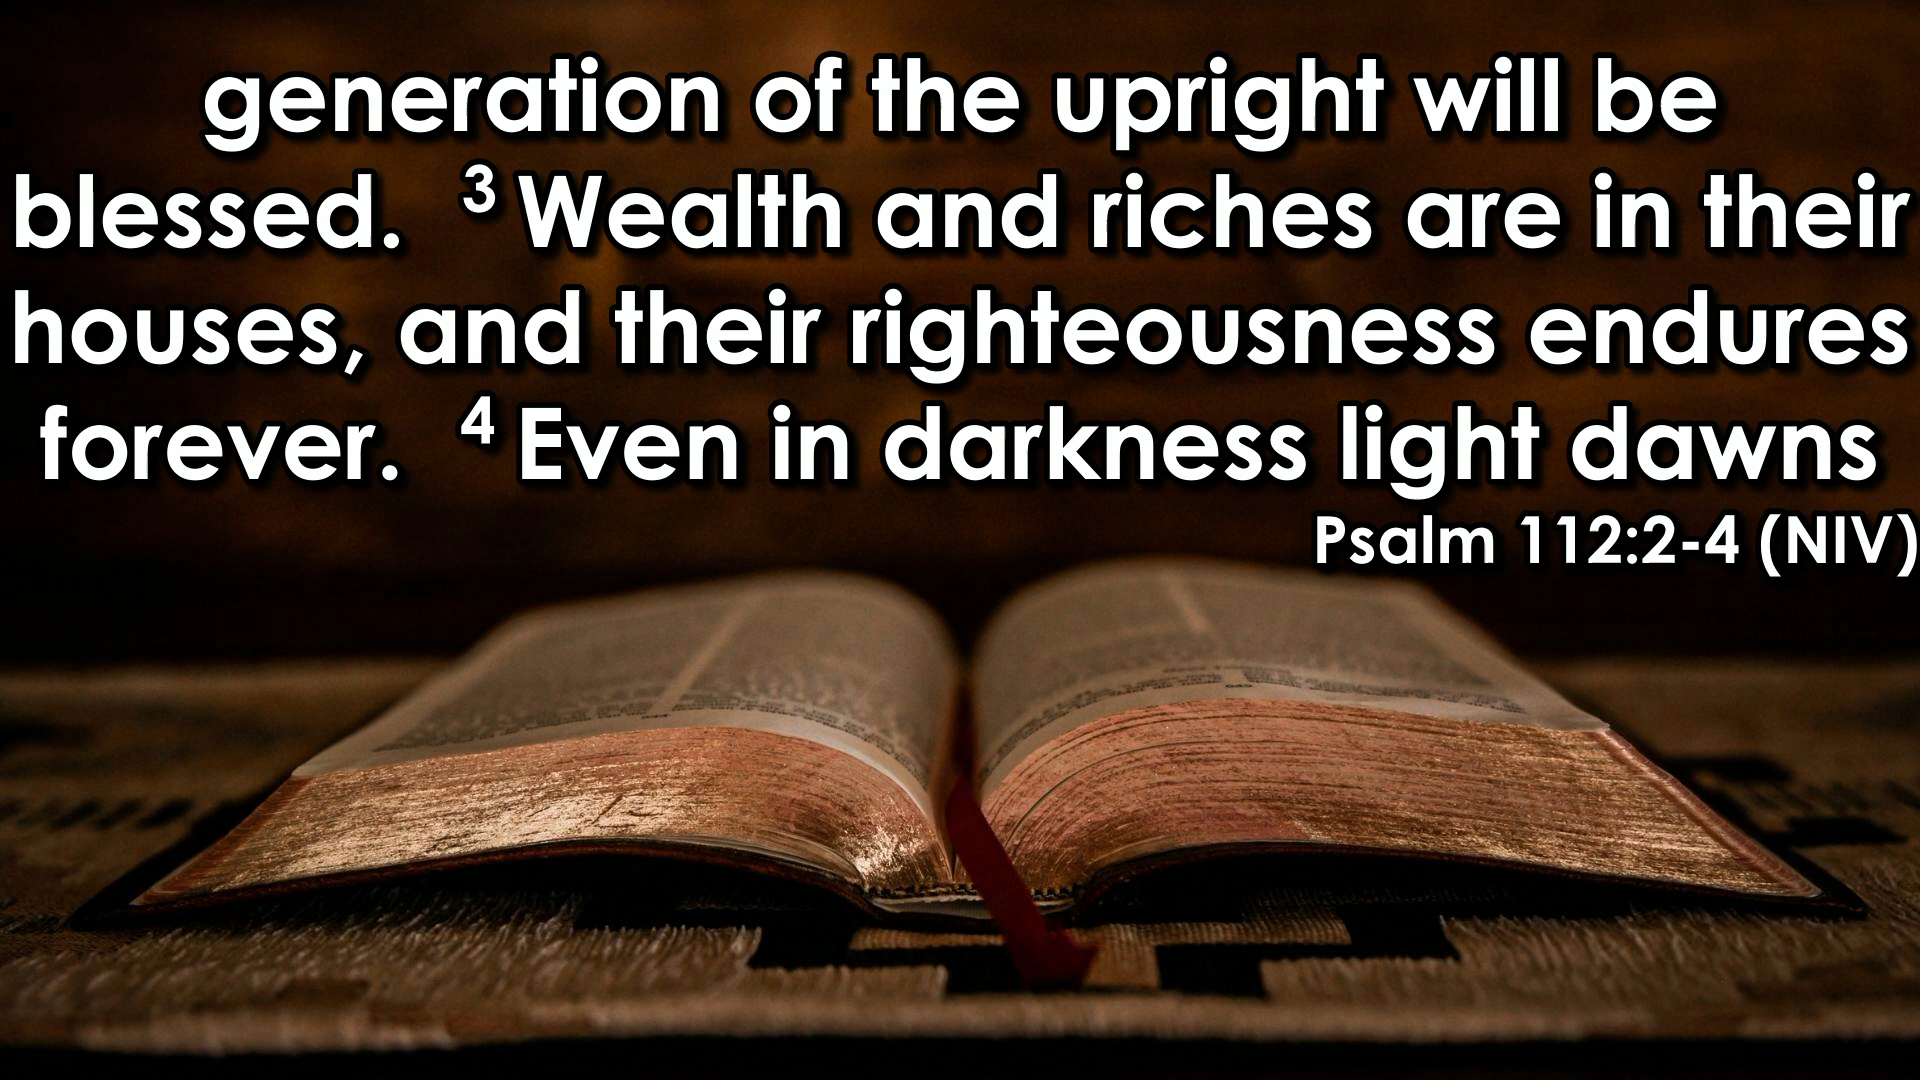 generation of the upright will be
blessed. ³ Wealth and riches are in their
houses, and their righteousness endures
forever. ⁴ Even in darkness light dawns
Psalm 112:2-4 (NIV)